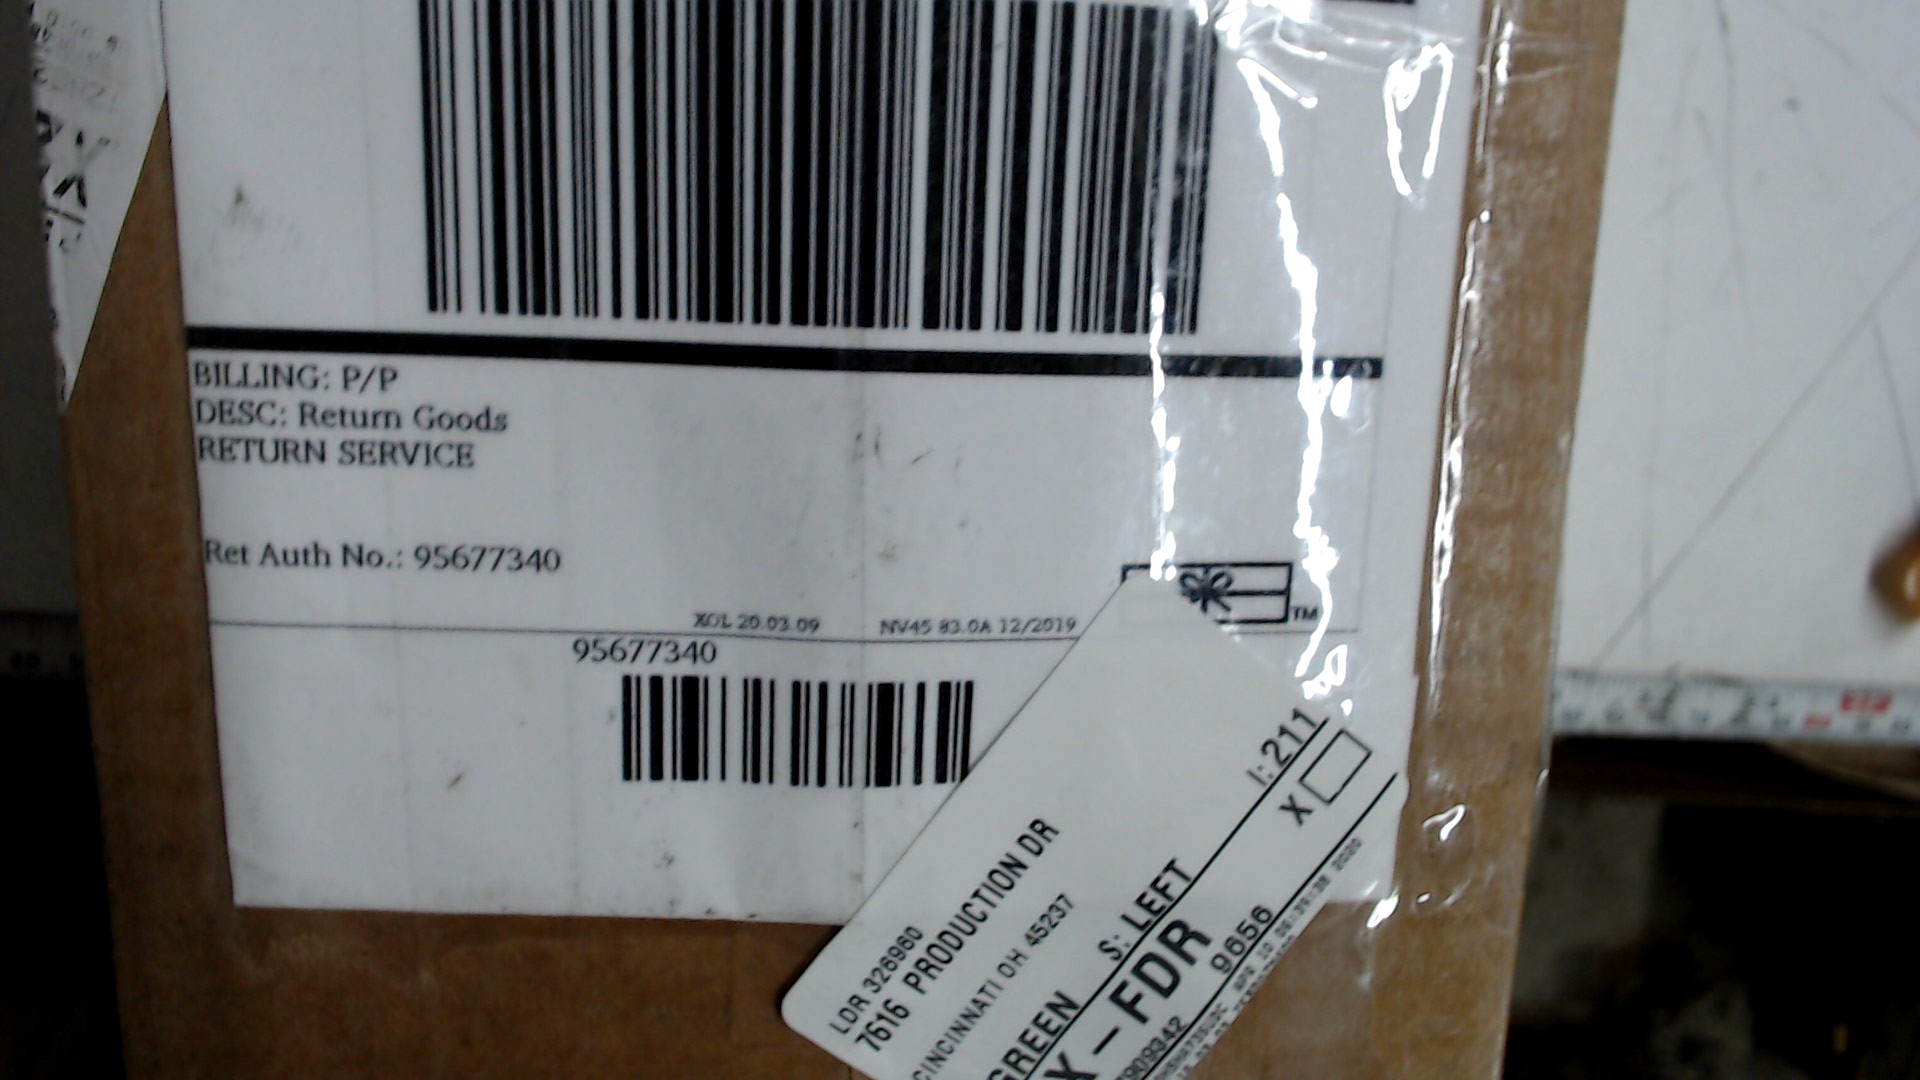 BILLING: P/P
DESC: Return Goods
RETURN SERVICE
Ret Auth No.: 95677340
XOL 20.03.09 NV45 83.0A 12/2019
TM
95677340
LDR 326960
7616 PRODUCTION DR
CINCINNATI OH 45237
GREEN S: LEFT I: 211
X - FDR X
9656